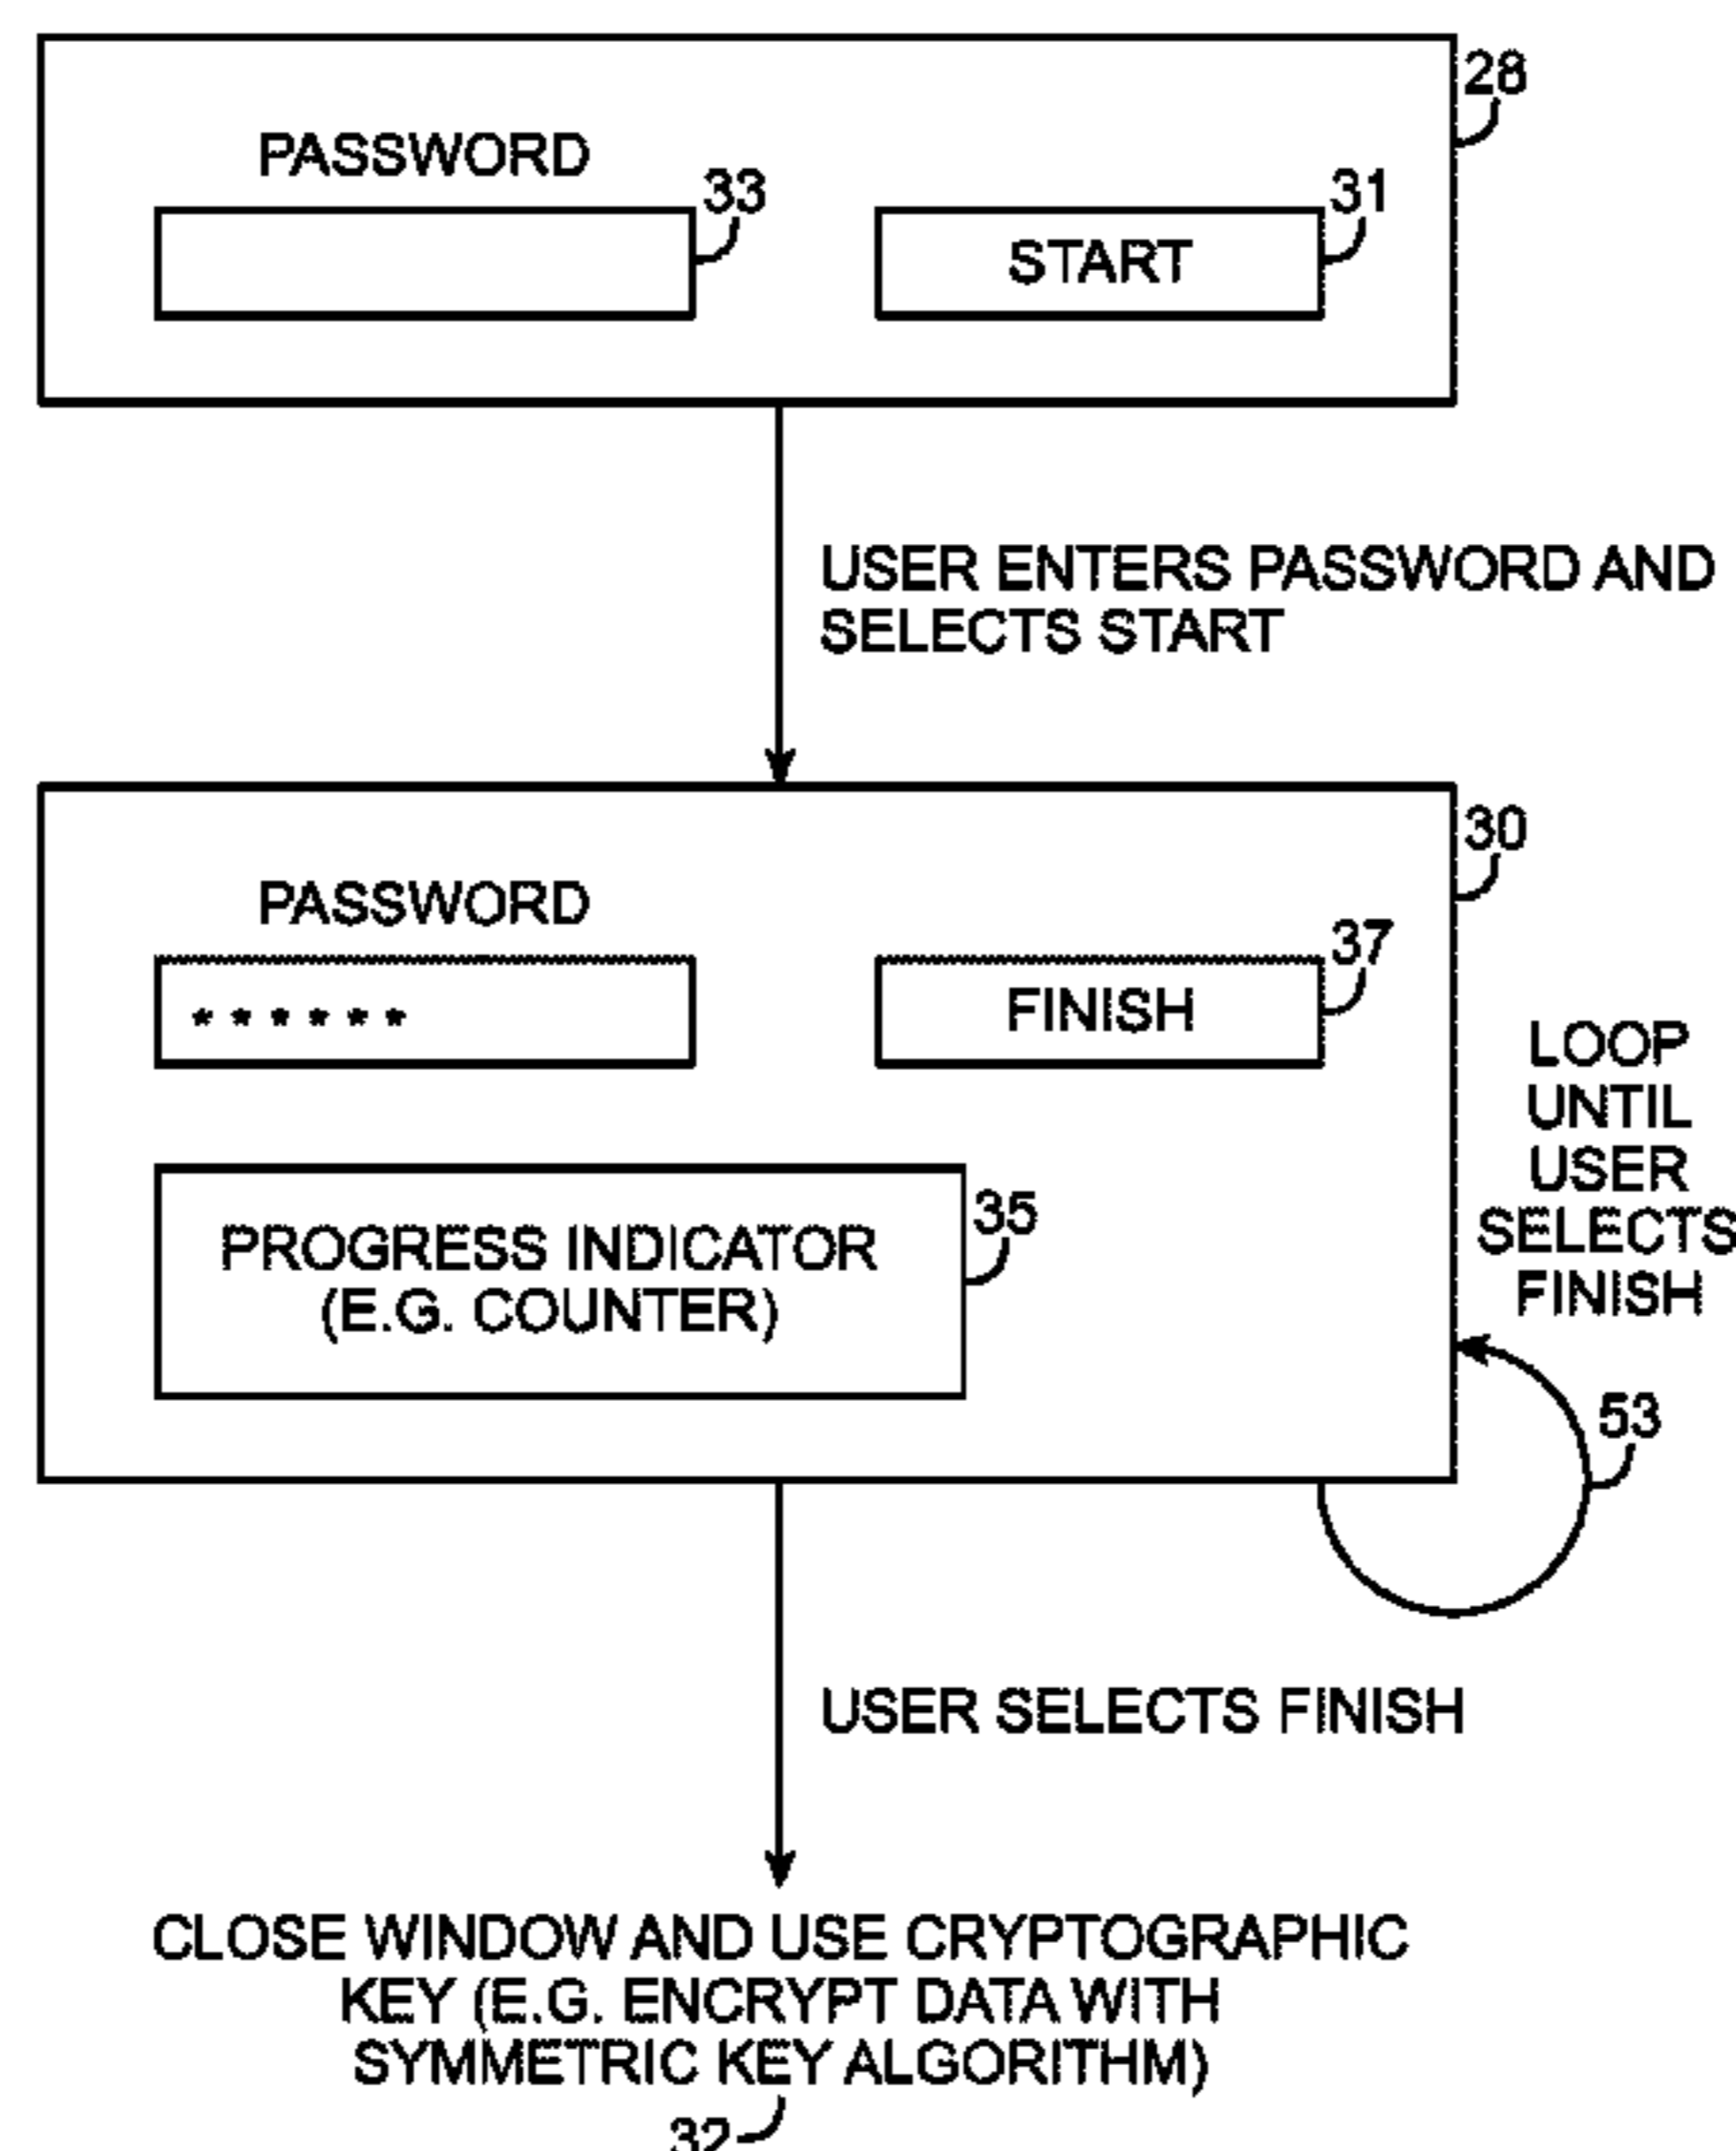 28
PASSWORD
33
31
START
USER ENTERS PASSWORD AND
SELECTS START
30
PASSWORD
37
* * * * * *
FINISH
LOOP
UNTIL
USER
SELECTS
FINISH
35
PROGRESS INDICATOR
(E.G. COUNTER)
53
USER SELECTS FINISH
CLOSE WINDOW AND USE CRYPTOGRAPHIC
KEY (E.G. ENCRYPT DATA WITH
SYMMETRIC KEY ALGORITHM)
32